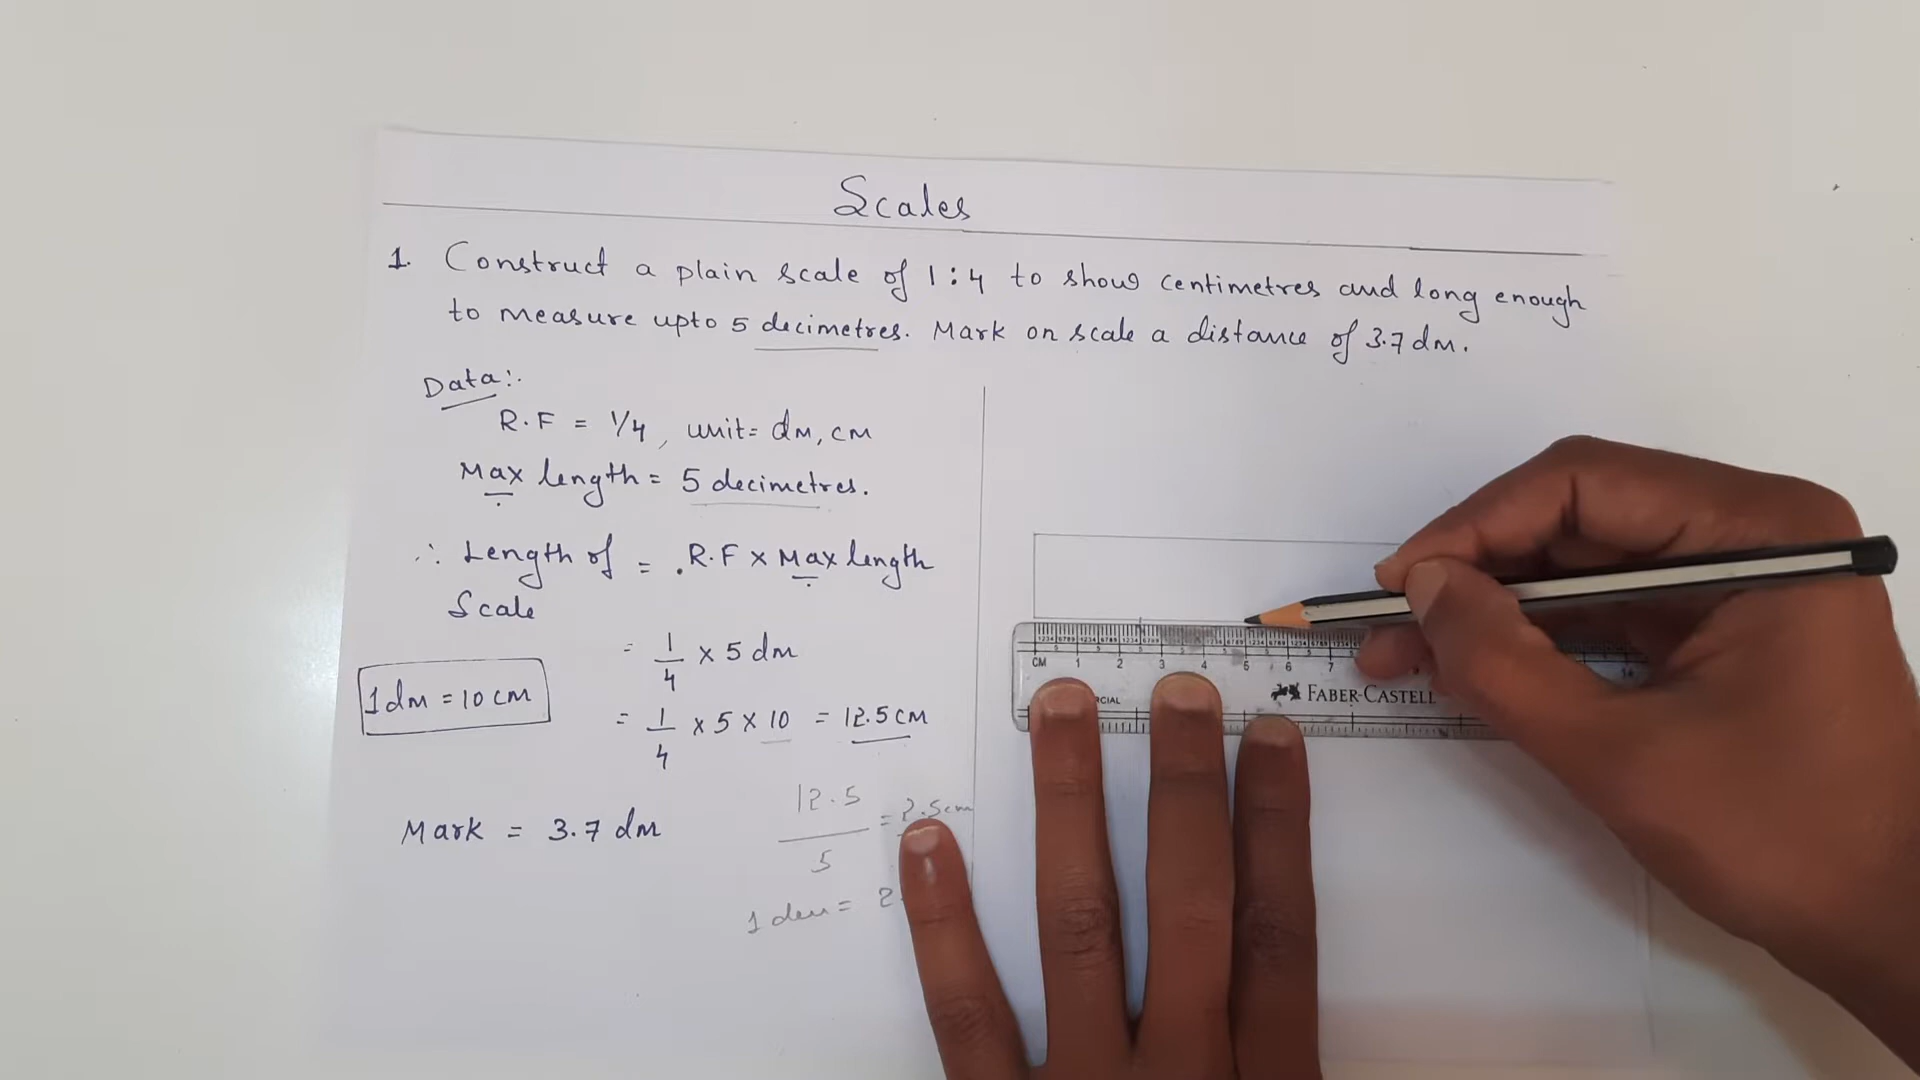 Scales
1. Construct a plain scale of 1:4 to show centimetres and long enough
to measure upto 5 decimetres. Mark on scale a distance of 3.7 dm.
Data:.
R.F = 1/4, unit = dm, cm
Max length = 5 decimetres.
∴ Length of Scale = R.F x Max length
= 1/4 x 5 dm
1 dm = 10 cm
= 1/4 x 5 x 10 = 12.5 cm
Mark = 3.7 dm
12.5/5 = 2.5cm
1 dm = 2
CM 1 2 3 4 5 6 7
FABER-CASTELL